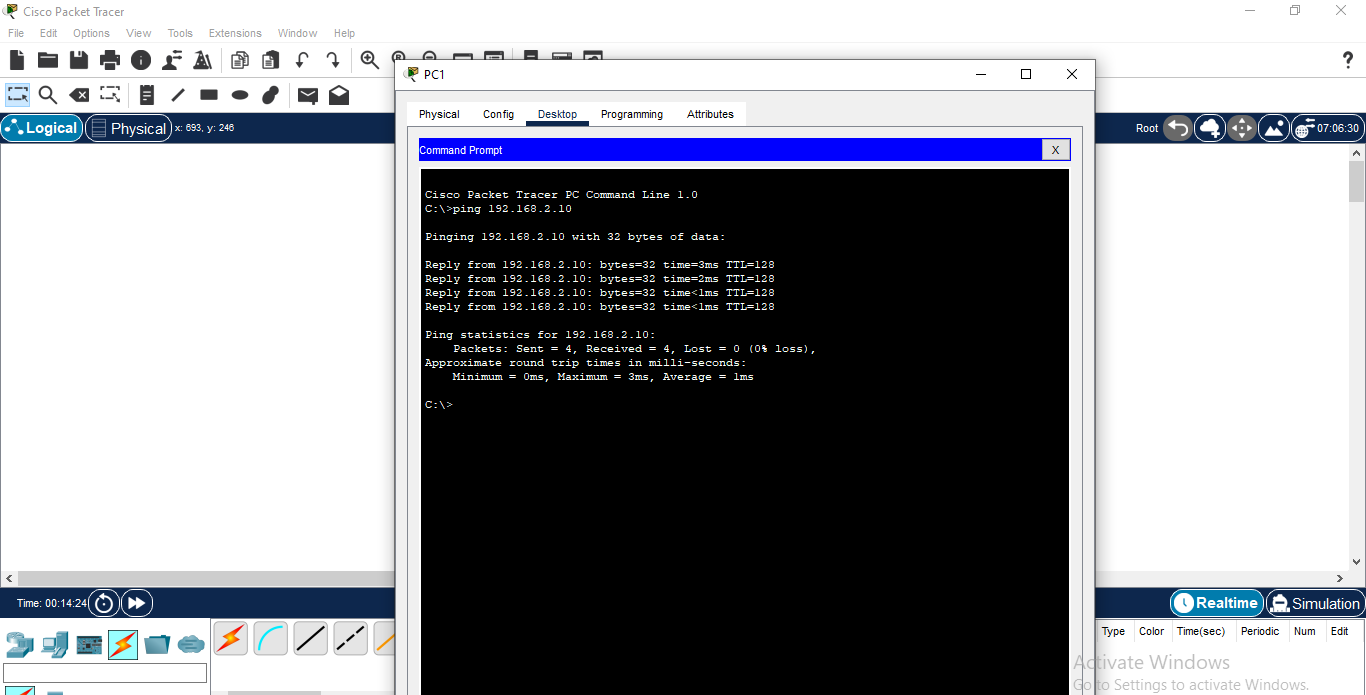 Cisco Packet Tracer
File Edit Options View Tools Extensions Window Help
PC1
Physical Config Desktop Programming Attributes
Logical Physical x: 693, y: 246
Root 07:06:30
Command Prompt X
Cisco Packet Tracer PC Command Line 1.0
C:\>ping 192.168.2.10
Pinging 192.168.2.10 with 32 bytes of data:
Reply from 192.168.2.10: bytes=32 time=3ms TTL=128
Reply from 192.168.2.10: bytes=32 time=2ms TTL=128
Reply from 192.168.2.10: bytes=32 time<1ms TTL=128
Reply from 192.168.2.10: bytes=32 time<1ms TTL=128
Ping statistics for 192.168.2.10:
Packets: Sent = 4, Received = 4, Lost = 0 (0% loss),
Approximate round trip times in milli-seconds:
Minimum = 0ms, Maximum = 3ms, Average = 1ms
C:\>
Time: 00:14:24
Realtime Simulation
Type Color Time(sec) Periodic Num Edit
Activate Windows
Go to Settings to activate Windows.